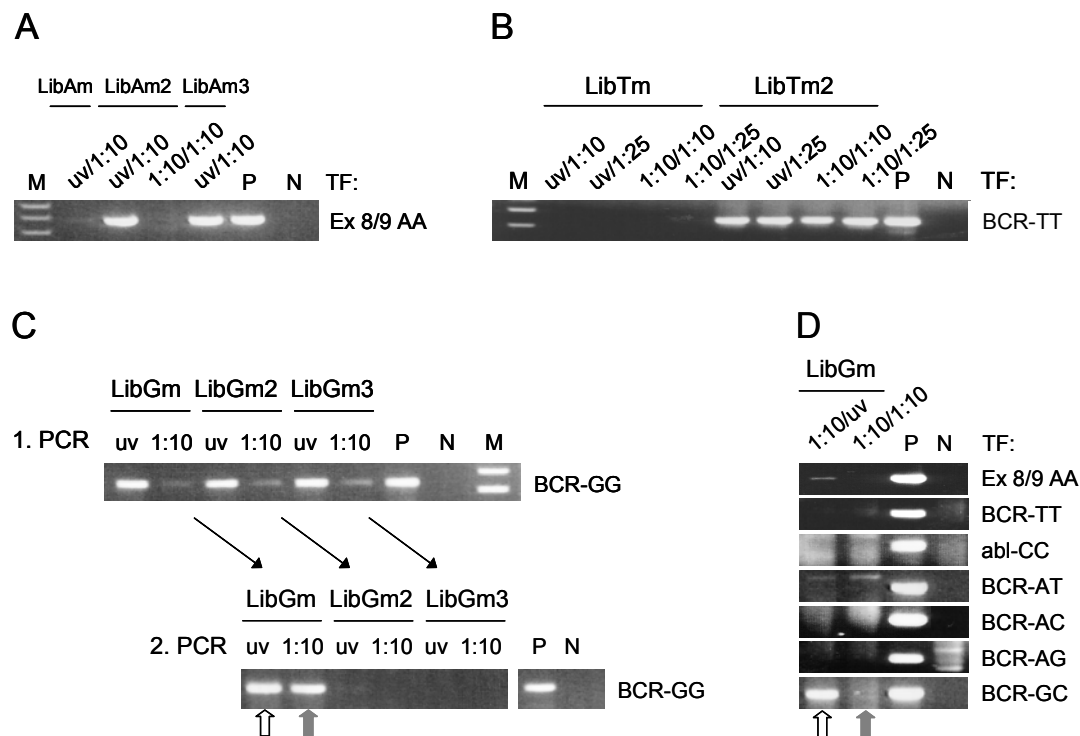 A
LibAm LibAm2 LibAm3
uv/1:10 uv/1:10 1:10/1:10 uv/1:10
M P N TF:
Ex 8/9 AA
B
LibTm LibTm2
uv/1:10 uv/1:25 1:10/1:10 1:10/1:25 uv/1:10 uv/1:25 1:10/1:10 1:10/1:25
M P N TF:
BCR-TT
C
LibGm LibGm2 LibGm3
1. PCR uv 1:10 uv 1:10 uv 1:10 P N M
BCR-GG
LibGm LibGm2 LibGm3
2. PCR uv 1:10 uv 1:10 uv 1:10 P N
BCR-GG
D
LibGm
1:10/uv 1:10/1:10
P N TF:
Ex 8/9 AA
BCR-TT
abl-CC
BCR-AT
BCR-AC
BCR-AG
BCR-GC